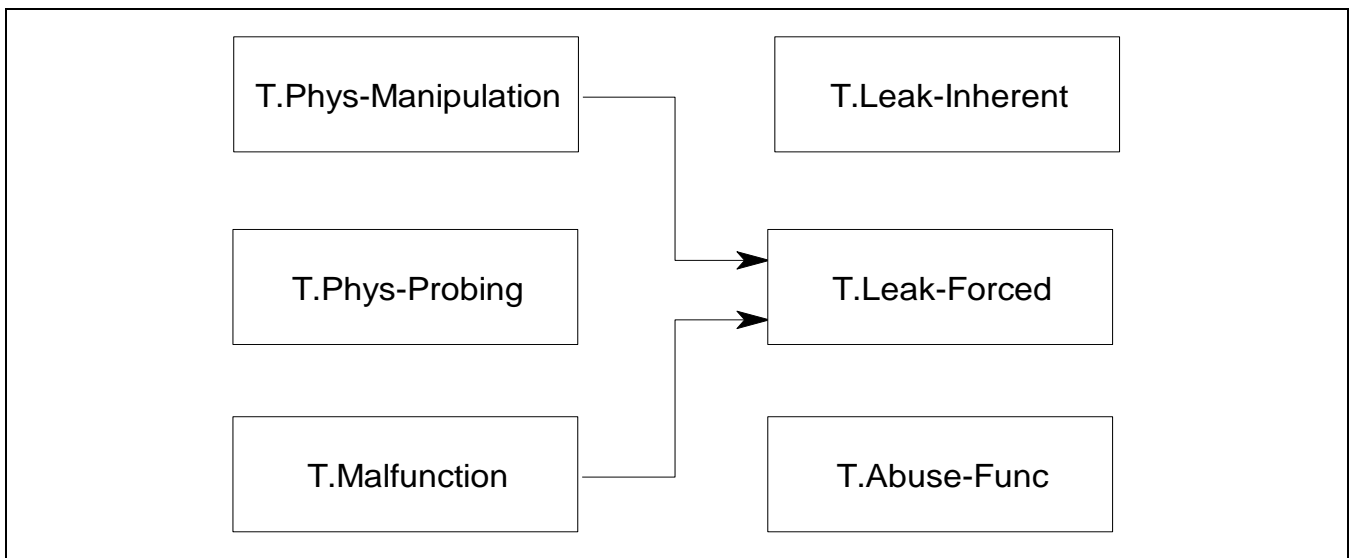 T.Phys-Manipulation
T.Leak-Inherent
T.Phys-Probing
T.Leak-Forced
T.Malfunction
T.Abuse-Func